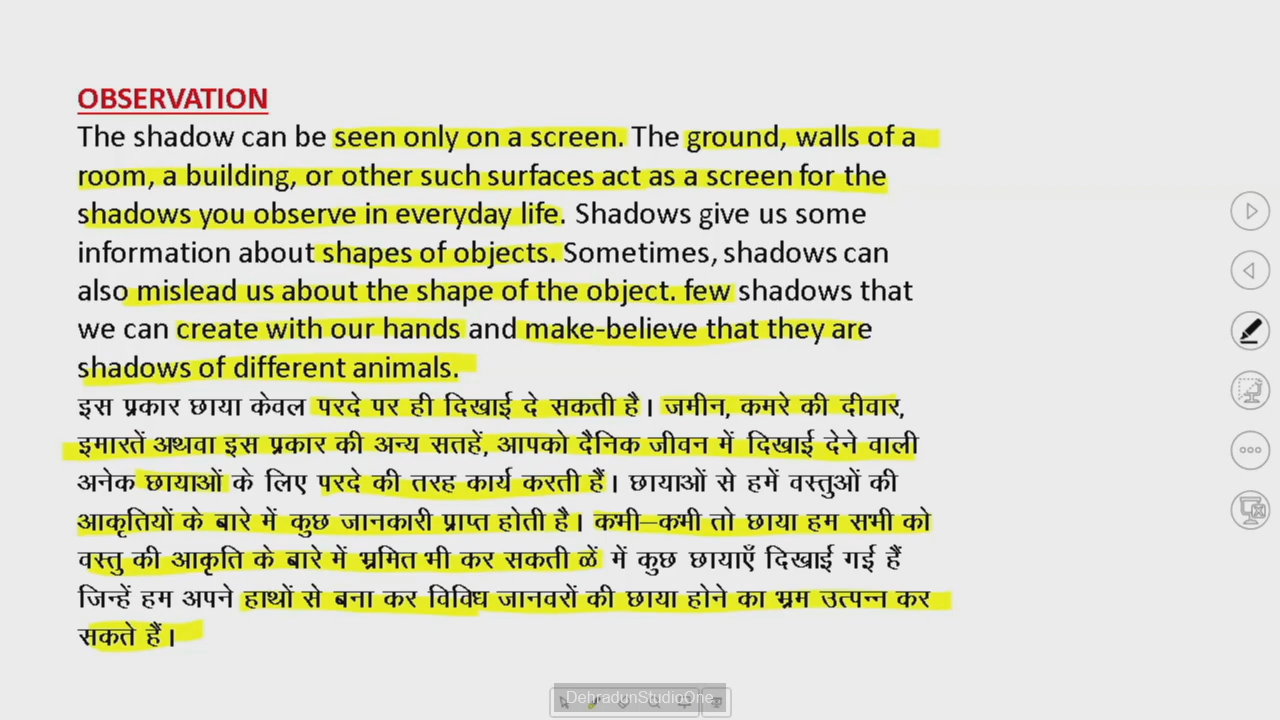 OBSERVATION
The shadow can be seen only on a screen. The ground, walls of a
room, a building, or other such surfaces act as a screen for the
shadows you observe in everyday life. Shadows give us some
information about shapes of objects. Sometimes, shadows can
also mislead us about the shape of the object. few shadows that
we can create with our hands and make-believe that they are
shadows of different animals.
इस प्रकार छाया केवल परदे पर ही दिखाई दे सकती है। जमीन, कमरे की दीवार,
इमारतें अथवा इस प्रकार की अन्य सतहें, आपको दैनिक जीवन में दिखाई देने वाली
अनेक छायाओं के लिए परदे की तरह कार्य करती हैं। छायाओं से हमें वस्तुओं की
आकृतियों के बारे में कुछ जानकारी प्राप्त होती है। कभी–कभी तो छाया हम सभी को
वस्तु की आकृति के बारे में भ्रमित भी कर सकती ळें में कुछ छायाएँ दिखाई गई हैं
जिन्हें हम अपने हाथों से बना कर विविध जानवरों की छाया होने का भ्रम उत्पन्न कर
सकते हैं।
DehradunStudioOne